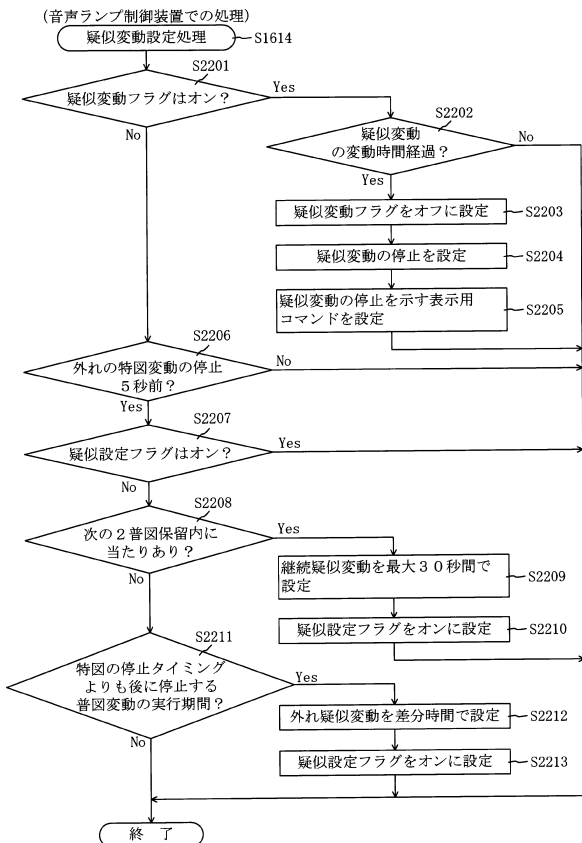 (音声ランプ制御装置での処理)
疑似変動設定処理
S1614
S2201
疑似変動フラグはオン？
Yes
No
S2202
疑似変動
の変動時間経過？
No
Yes
疑似変動フラグをオフに設定
S2203
疑似変動の停止を設定
S2204
疑似変動の停止を示す表示用
コマンドを設定
S2205
S2206
外れの特図変動の停止
５秒前？
No
Yes
S2207
疑似設定フラグはオン？
Yes
No
S2208
次の２普図保留内に
当たりあり？
Yes
No
継続疑似変動を最大３０秒間で
設定
S2209
疑似設定フラグをオンに設定
S2210
S2211
特図の停止タイミング
よりも後に停止する
普図変動の実行期間？
Yes
No
外れ疑似変動を差分時間で設定
S2212
疑似設定フラグをオンに設定
S2213
終了